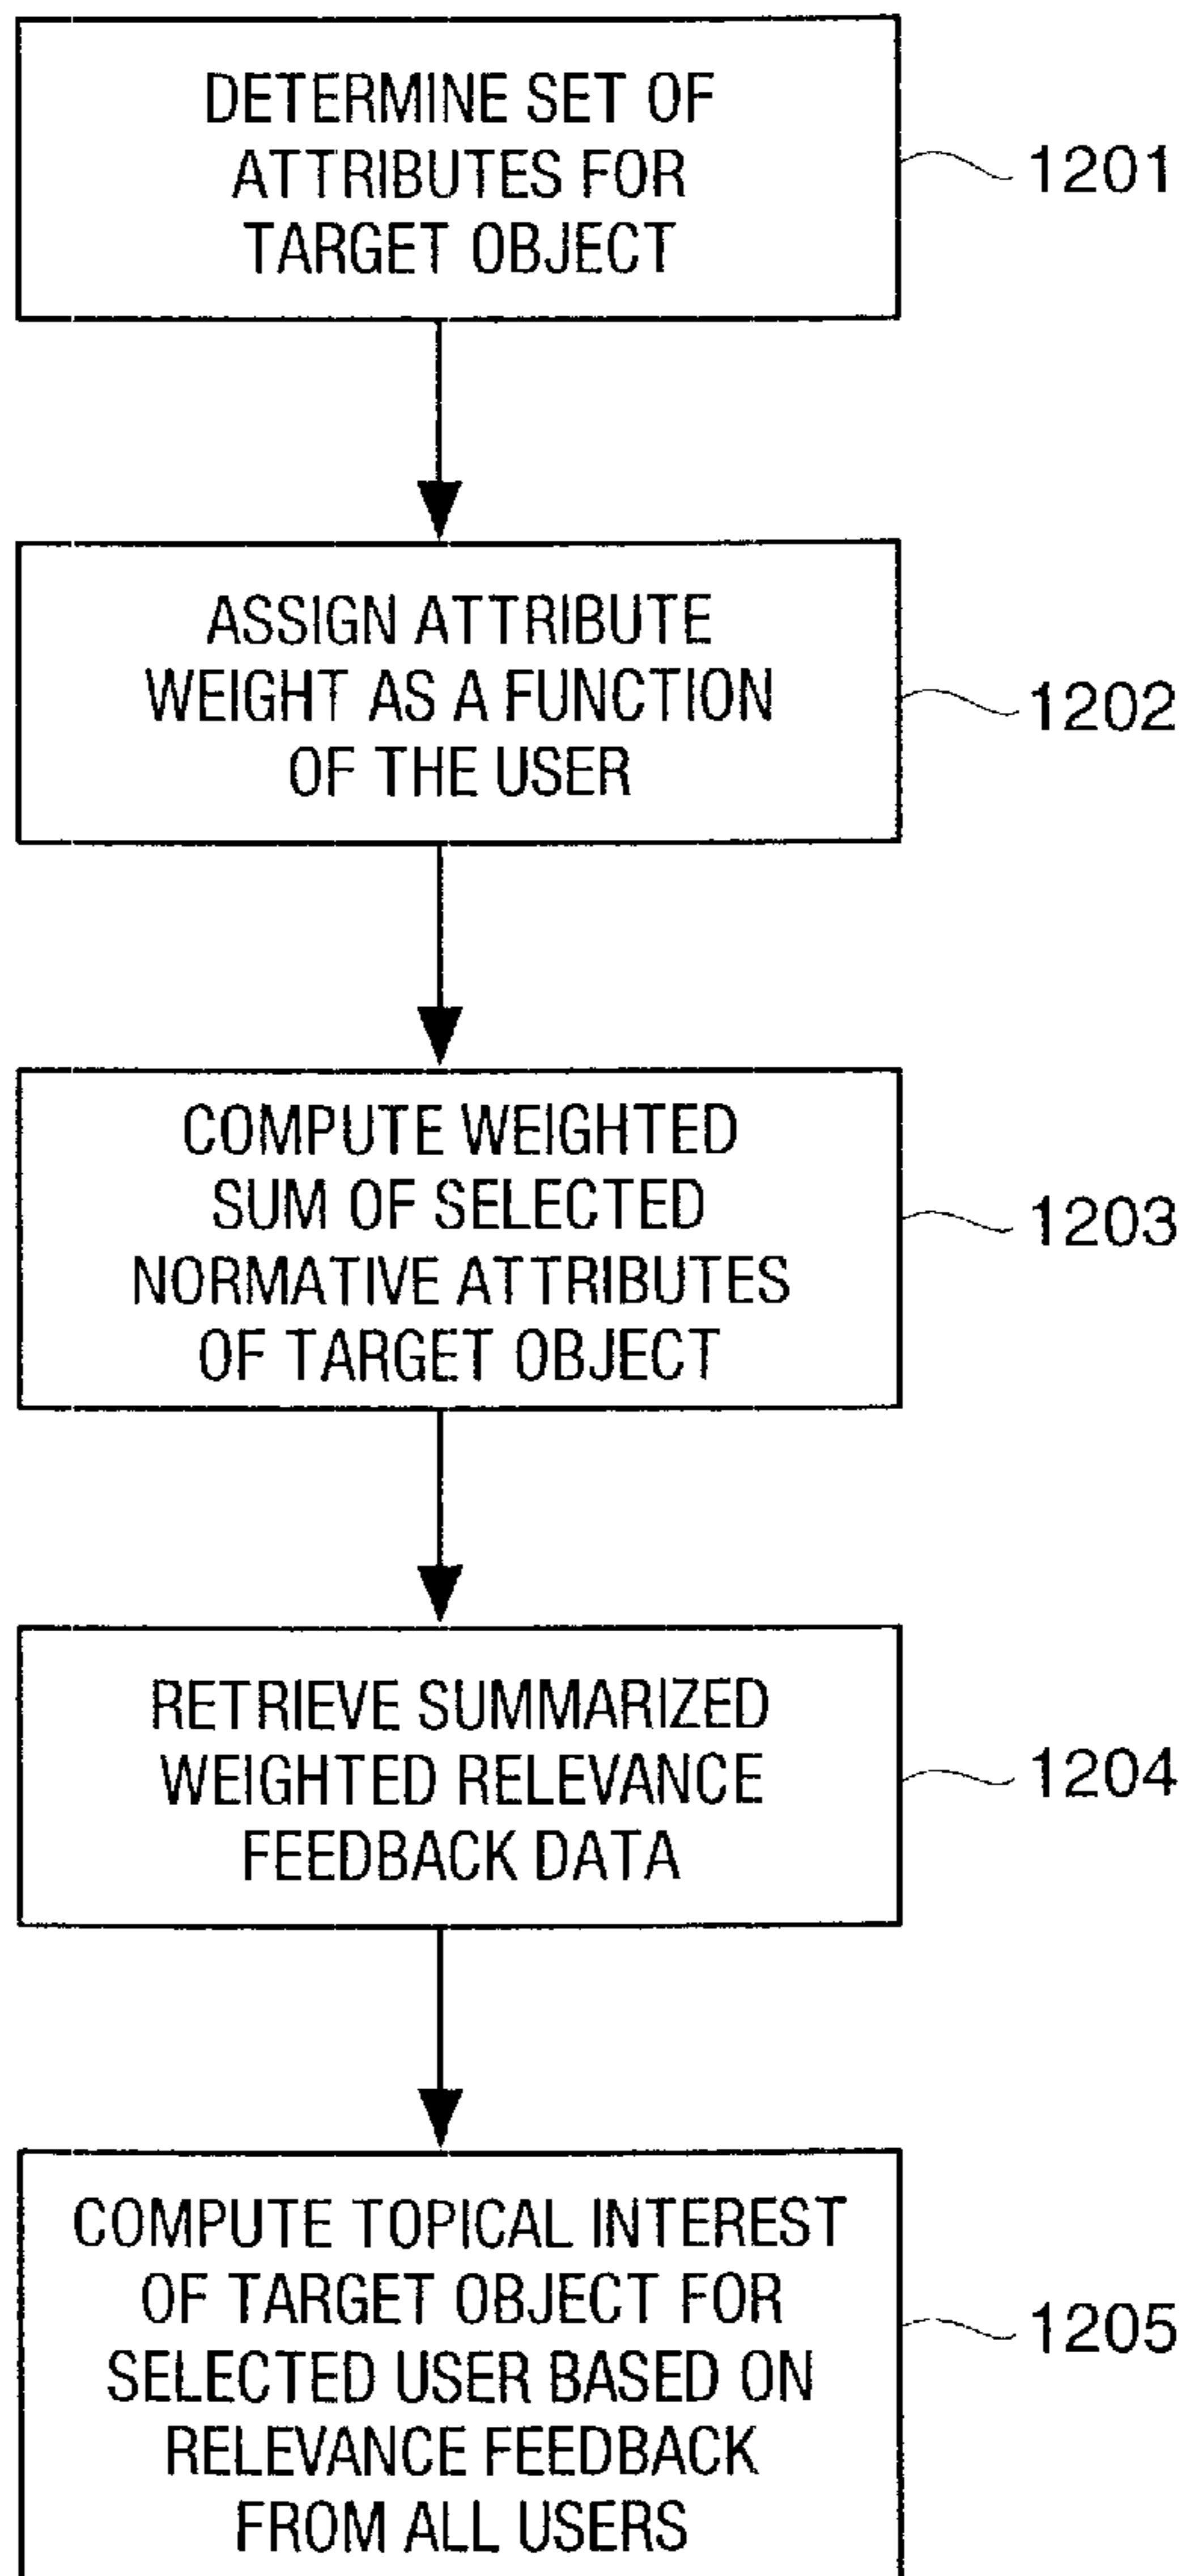 DETERMINE SET OF
ATTRIBUTES FOR
TARGET OBJECT
1201
ASSIGN ATTRIBUTE
WEIGHT AS A FUNCTION
OF THE USER
1202
COMPUTE WEIGHTED
SUM OF SELECTED
NORMATIVE ATTRIBUTES
OF TARGET OBJECT
1203
RETRIEVE SUMMARIZED
WEIGHTED RELEVANCE
FEEDBACK DATA
1204
COMPUTE TOPICAL INTEREST
OF TARGET OBJECT FOR
SELECTED USER BASED ON
RELEVANCE FEEDBACK
FROM ALL USERS
1205